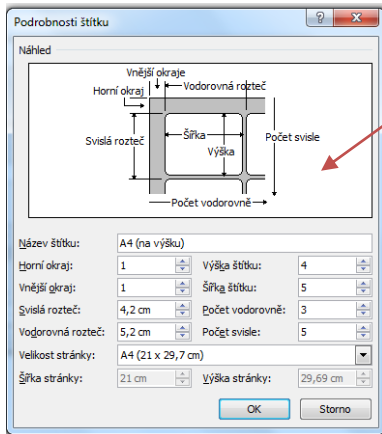 Podrobnosti štítku
Náhled
Vnější okraje
Horní okraj
Vodorovná rozteč
Svislá rozteč
Šířka
Výška
Počet svisle
Počet vodorovně
Název štítku: A4 (na výšku)
Horní okraj: 1 Výška štítku: 4
Vnější okraj: 1 Šířka štítku: 5
Svislá rozteč: 4,2 cm Počet vodorovně: 3
Vodorovná rozteč: 5,2 cm Počet svisle: 5
Velikost stránky: A4 (21 x 29,7 cm)
Šířka stránky: 21 cm Výška stránky: 29,69 cm
OK Storno